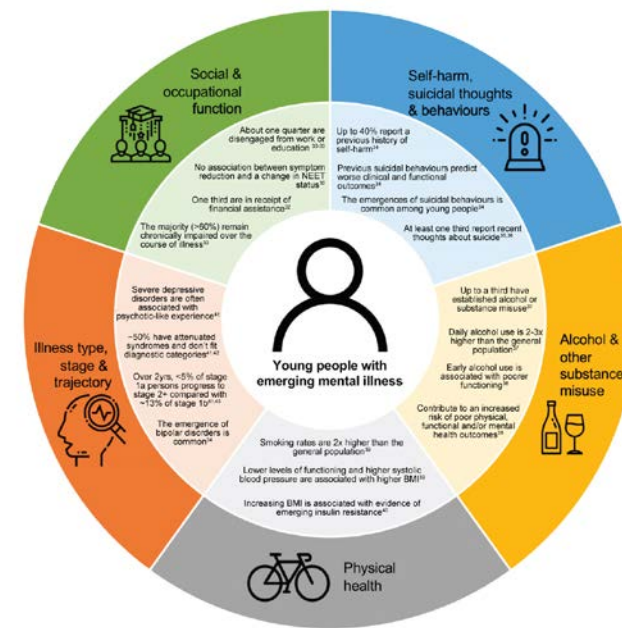 Social &
occupational
function
About one quarter are
disengaged from work or
education
No association between symptom
reduction and a change in NEET
status
One third are in receipt of
financial assistance
The majority (>60%) remain
chronically impaired over the
course of illness
Self-harm,
suicidal thoughts
& behaviours
Up to 40% report a
previous history of
self-harm
Previous suicidal behaviours predict
worse clinical and functional
outcomes
The emergences of suicidal behaviours is
common among young people
At least one third report recent
thoughts about suicide
Illness type,
stage &
trajectory
Severe depressive
disorders are often
associated with
psychotic-like experience
~50% have attenuated
syndromes and don't fit
diagnostic categories
Over 2yrs, <5% of stage
1a persons progress to
stage 2+ compared with
~13% of stage 1b
The emergence of
bipolar disorders is
common
Young people with
emerging mental illness
Up to a third have
established alcohol or
substance misuse
Daily alcohol use is 2-3x
higher than the general
population
Early alcohol use is
associated with poorer
functioning
Contribute to an increased
risk of poor physical,
functional and/or mental
health outcomes
Alcohol &
other
substance
misuse
Smoking rates are 2x higher than the
general population
Lower levels of functioning and higher systolic
blood pressure are associated with higher BMI
Increasing BMI is associated with evidence of
emerging insulin resistance
Physical
health